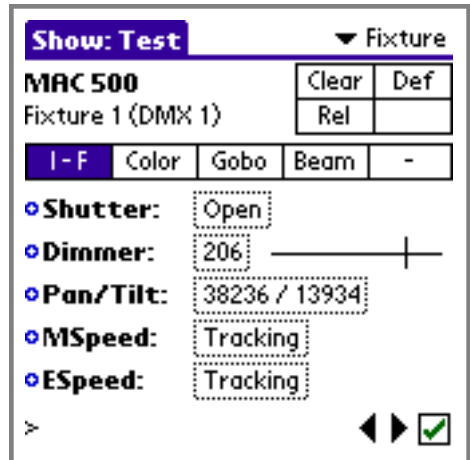 Show: Test Fixture
MAC 500 Clear Def
Fixture 1 (DMX 1) Rel
I-F Color Gobo Beam -
Shutter: Open
Dimmer: 206
Pan/Tilt: 38236 / 13934
MSpeed: Tracking
ESpeed: Tracking
>